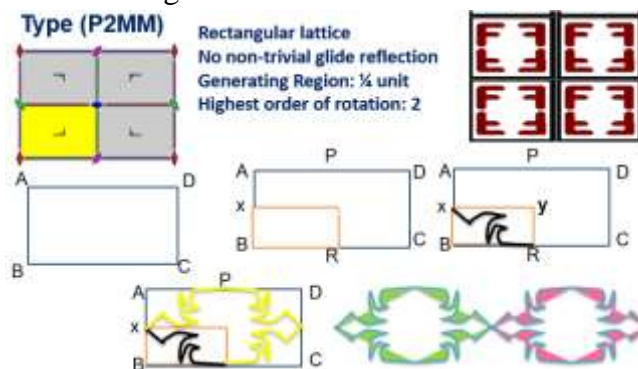 Type (P2MM)
Rectangular lattice
No non-trivial glide reflection
Generating Region: ¼ unit
Highest order of rotation: 2
A
D
B
C
P
A
D
x
B
R
C
P
A
D
x
y
B
R
C
P
A
D
x
B
C